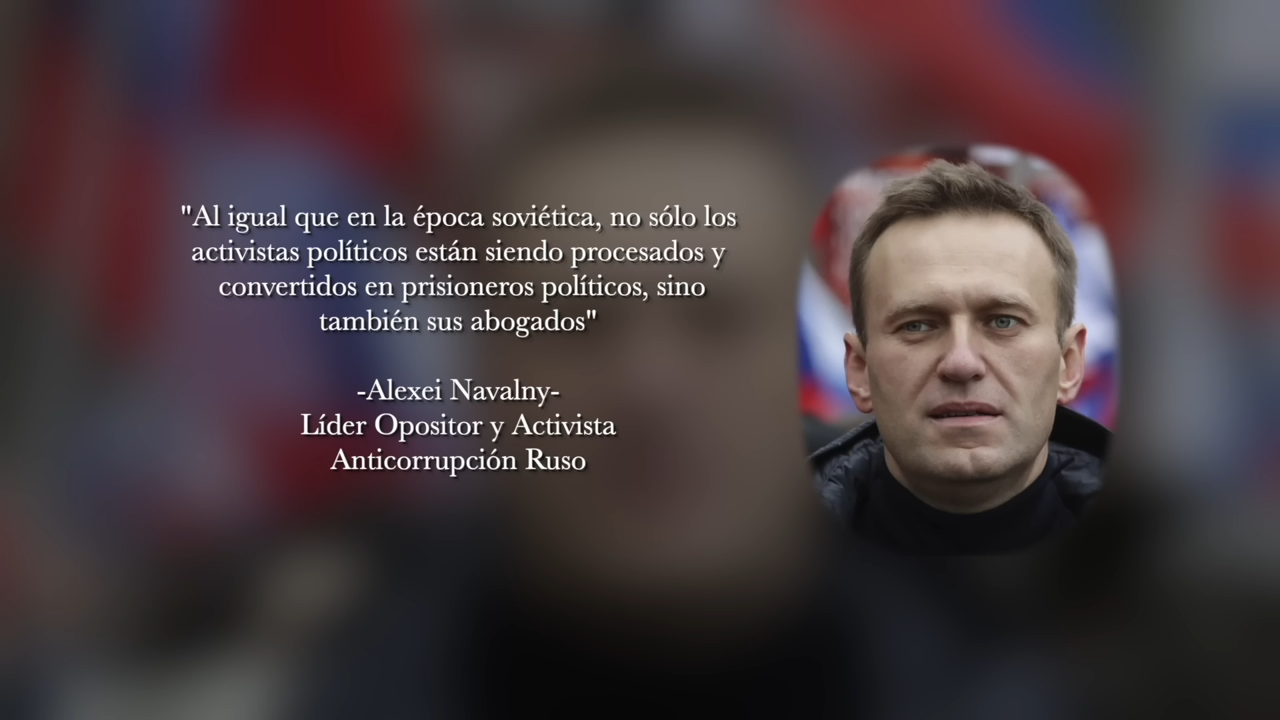 "Al igual que en la época soviética, no sólo los
activistas políticos están siendo procesados y
convertidos en prisioneros políticos, sino
también sus abogados"
-Alexei Navalny-
Líder Opositor y Activista
Anticorrupción Ruso